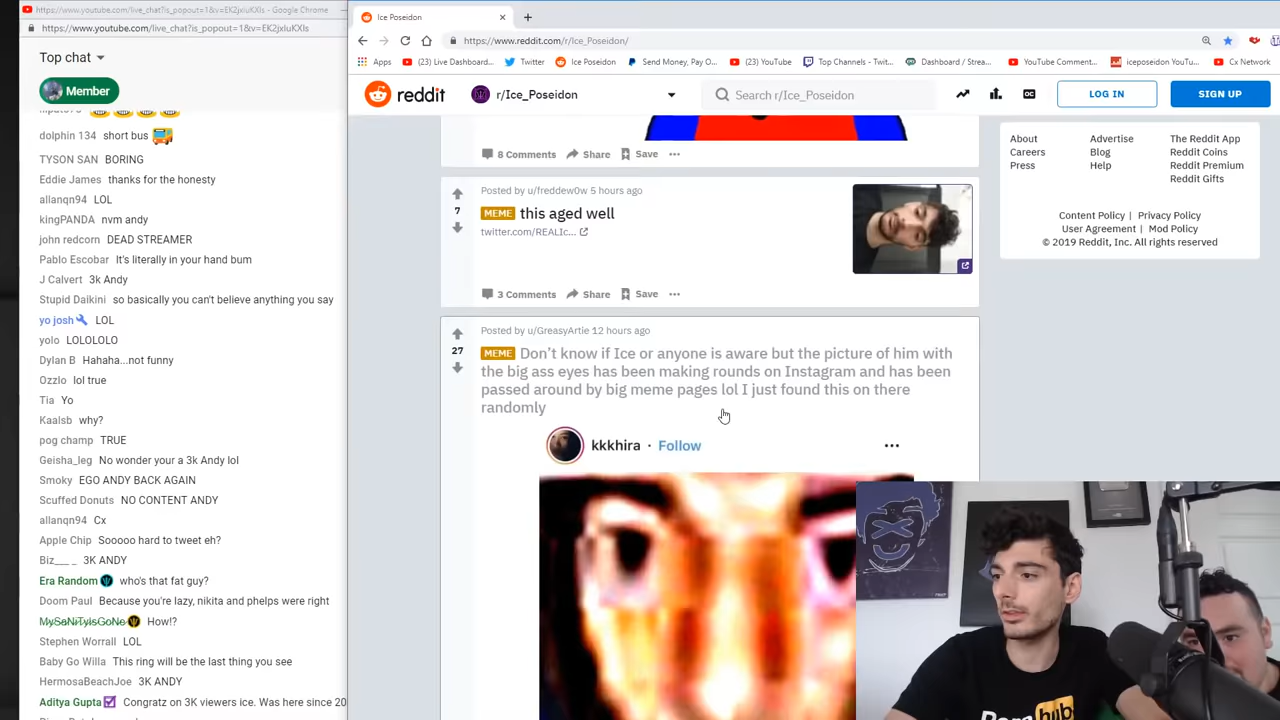 https://www.youtube.com/live_chat?is_popout=1&v=EK2jxIuKXIs - Google Chrome
https://www.youtube.com/live_chat?is_popout=1&v=EK2jxIuKXIs
Top chat
Member
dolphin 134 short bus
TYSON SAN BORING
Eddie James thanks for the honesty
allanqn94 LOL
kingPANDA nvm andy
john redcorn DEAD STREAMER
Pablo Escobar It's literally in your hand bum
J Calvert 3k Andy
Stupid Daikini so basically you can't believe anything you say
yo josh LOL
yolo LOLOLOLO
Dylan B Hahaha...not funny
Ozzlo lol true
Tia Yo
Kaalsb why?
pog champ TRUE
Geisha_leg No wonder your a 3k Andy lol
Smoky EGO ANDY BACK AGAIN
Scuffed Donuts NO CONTENT ANDY
allanqn94 Cx
Apple Chip Sooooo hard to tweet eh?
Biz___ _ 3K ANDY
Era Random who's that fat guy?
Doom Paul Because you're lazy, nikita and phelps were right
MySaNiTyIsGoNe How!?
Stephen Worrall LOL
Baby Go Willa This ring will be the last thing you see
HermosaBeachJoe 3K ANDY
Aditya Gupta Congratz on 3K viewers ice. Was here since 20
Ice Poseidon
https://www.reddit.com/r/Ice_Poseidon/
Apps (23) Live Dashboard... Twitter Ice Poseidon Send Money, Pay O... (23) YouTube Top Channels - Twit... Dashboard / Strea... YouTube Comment... iceposeidon YouTu... Cx Network
reddit r/Ice_Poseidon Search r/Ice_Poseidon LOG IN SIGN UP
8 Comments Share Save
Posted by u/freddew0w 5 hours ago
7
MEME this aged well
twitter.com/REALIc...
3 Comments Share Save
Posted by u/GreasyArtie 12 hours ago
27
MEME Don't know if Ice or anyone is aware but the picture of him with
the big ass eyes has been making rounds on Instagram and has been
passed around by big meme pages lol I just found this on there
randomly
kkkhira · Follow
About Advertise The Reddit App
Careers Blog Reddit Coins
Press Help Reddit Premium
Reddit Gifts
Content Policy | Privacy Policy
User Agreement | Mod Policy
© 2019 Reddit, Inc. All rights reserved
hub